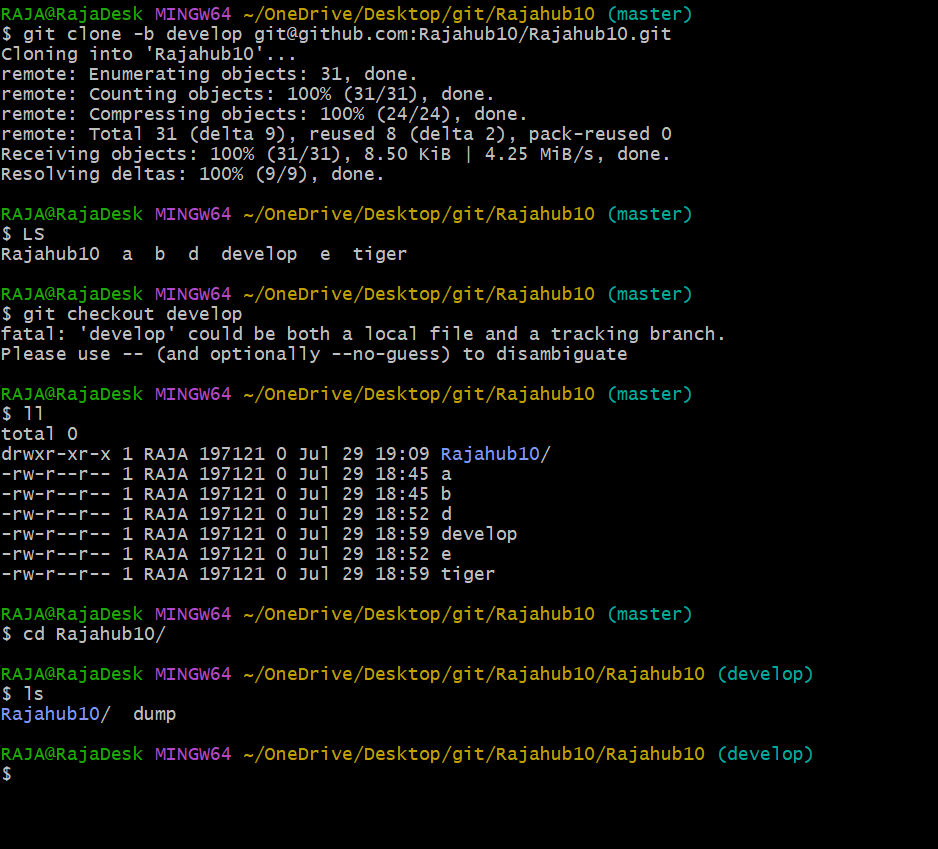 RAJA@RajaDesk MINGW64 ~/OneDrive/Desktop/git/Rajahub10 (master)
$ git clone -b develop git@github.com:Rajahub10/Rajahub10.git
Cloning into 'Rajahub10'...
remote: Enumerating objects: 31, done.
remote: Counting objects: 100% (31/31), done.
remote: Compressing objects: 100% (24/24), done.
remote: Total 31 (delta 9), reused 8 (delta 2), pack-reused 0
Receiving objects: 100% (31/31), 8.50 KiB | 4.25 MiB/s, done.
Resolving deltas: 100% (9/9), done.
RAJA@RajaDesk MINGW64 ~/OneDrive/Desktop/git/Rajahub10 (master)
$ LS
Rajahub10  a  b  d  develop  e  tiger
RAJA@RajaDesk MINGW64 ~/OneDrive/Desktop/git/Rajahub10 (master)
$ git checkout develop
fatal: 'develop' could be both a local file and a tracking branch.
Please use -- (and optionally --no-guess) to disambiguate
RAJA@RajaDesk MINGW64 ~/OneDrive/Desktop/git/Rajahub10 (master)
$ ll
total 0
drwxr-xr-x 1 RAJA 197121 0 Jul 29 19:09 Rajahub10/
-rw-r--r-- 1 RAJA 197121 0 Jul 29 18:45 a
-rw-r--r-- 1 RAJA 197121 0 Jul 29 18:45 b
-rw-r--r-- 1 RAJA 197121 0 Jul 29 18:52 d
-rw-r--r-- 1 RAJA 197121 0 Jul 29 18:59 develop
-rw-r--r-- 1 RAJA 197121 0 Jul 29 18:52 e
-rw-r--r-- 1 RAJA 197121 0 Jul 29 18:59 tiger
RAJA@RajaDesk MINGW64 ~/OneDrive/Desktop/git/Rajahub10 (master)
$ cd Rajahub10/
RAJA@RajaDesk MINGW64 ~/OneDrive/Desktop/git/Rajahub10/Rajahub10 (develop)
$ ls
Rajahub10/  dump
RAJA@RajaDesk MINGW64 ~/OneDrive/Desktop/git/Rajahub10/Rajahub10 (develop)
$